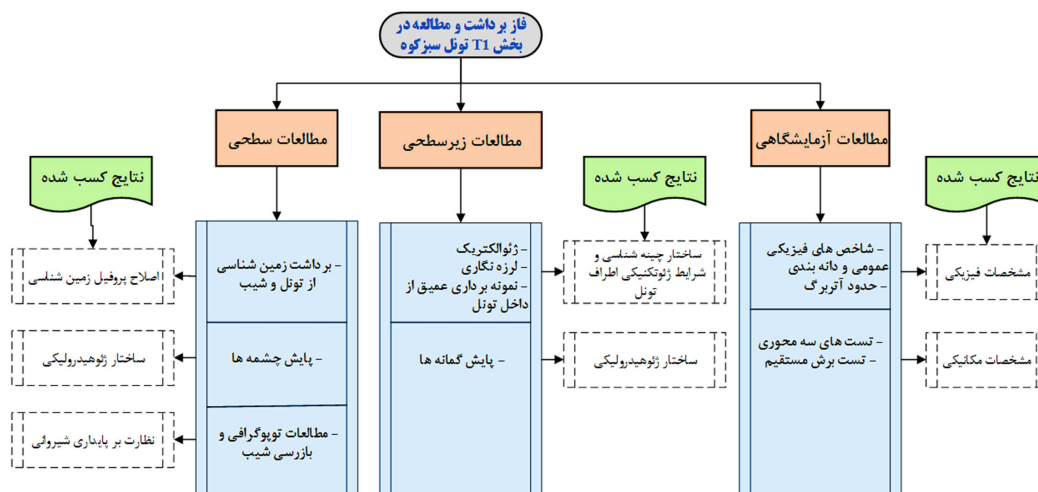 فاز برداشت و مطالعه در
بخش T1 تونل سبزکوه
مطالعات آزمایشگاهی
مطالعات زیرسطحی
مطالعات سطحی
نتایج کسب شده
نتایج کسب شده
نتایج کسب شده
- شاخص های فیزیکی
عمومی و دانه بندی
- حدود آتربرگ
مشخصات فیزیکی
- تست های سه محوری
- تست برش مستقیم
مشخصات مکانیکی
- ژئوالکتریک
- لرزه نگاری
- نمونه برداری عمیق از
داخل تونل
ساختار چینه شناسی و
شرایط ژئوتکنیکی اطراف
تونل
- پایش گمانه ها
ساختار ژئوهیدرولیکی
- برداشت زمین شناسی
از تونل و شیب
اصلاح پروفیل زمین شناسی
- پایش چشمه ها
ساختار ژئوهیدرولیکی
- مطالعات توپوگرافی و
بازرسی شیب
نظارت بر پایداری شیروانی